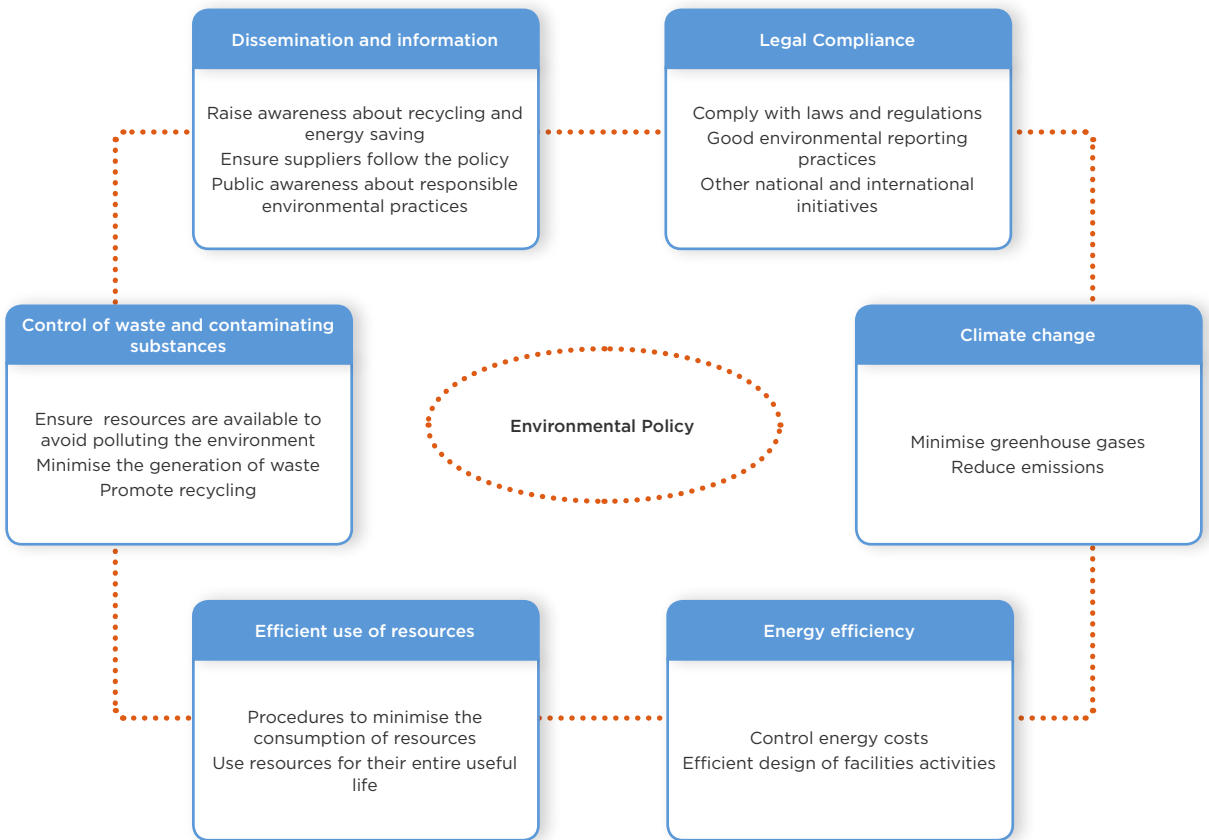 Dissemination and information
Raise awareness about recycling and
energy saving
Ensure suppliers follow the policy
Public awareness about responsible
environmental practices
Legal Compliance
Comply with laws and regulations
Good environmental reporting
practices
Other national and international
initiatives
Control of waste and contaminating
substances
Ensure resources are available to
avoid polluting the environment
Minimise the generation of waste
Promote recycling
Environmental Policy
Climate change
Minimise greenhouse gases
Reduce emissions
Efficient use of resources
Procedures to minimise the
consumption of resources
Use resources for their entire useful
life
Energy efficiency
Control energy costs
Efficient design of facilities activities